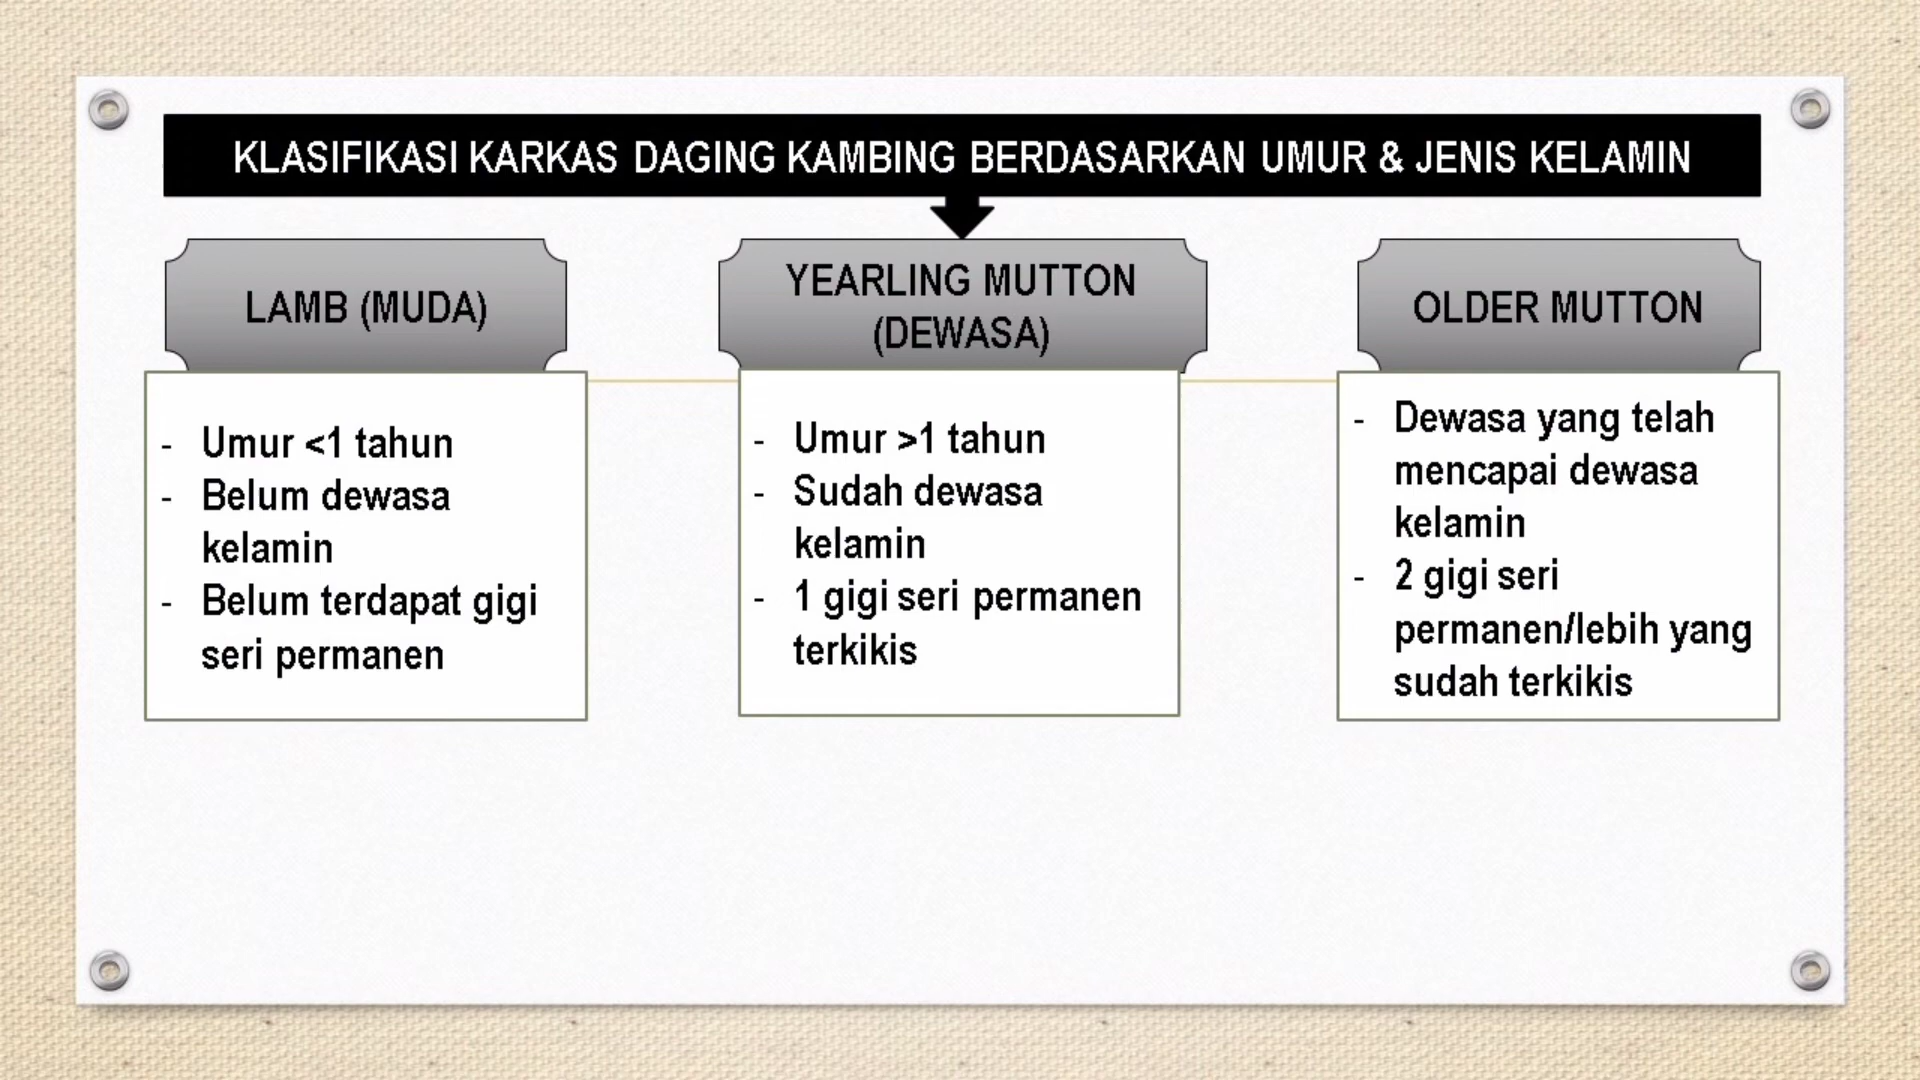 KLASIFIKASI KARKAS DAGING KAMBING BERDASARKAN UMUR & JENIS KELAMIN
LAMB (MUDA)
- Umur <1 tahun
- Belum dewasa
kelamin
- Belum terdapat gigi
seri permanen
YEARLING MUTTON
(DEWASA)
- Umur >1 tahun
- Sudah dewasa
kelamin
- 1 gigi seri permanen
terkikis
OLDER MUTTON
- Dewasa yang telah
mencapai dewasa
kelamin
- 2 gigi seri
permanen/lebih yang
sudah terkikis